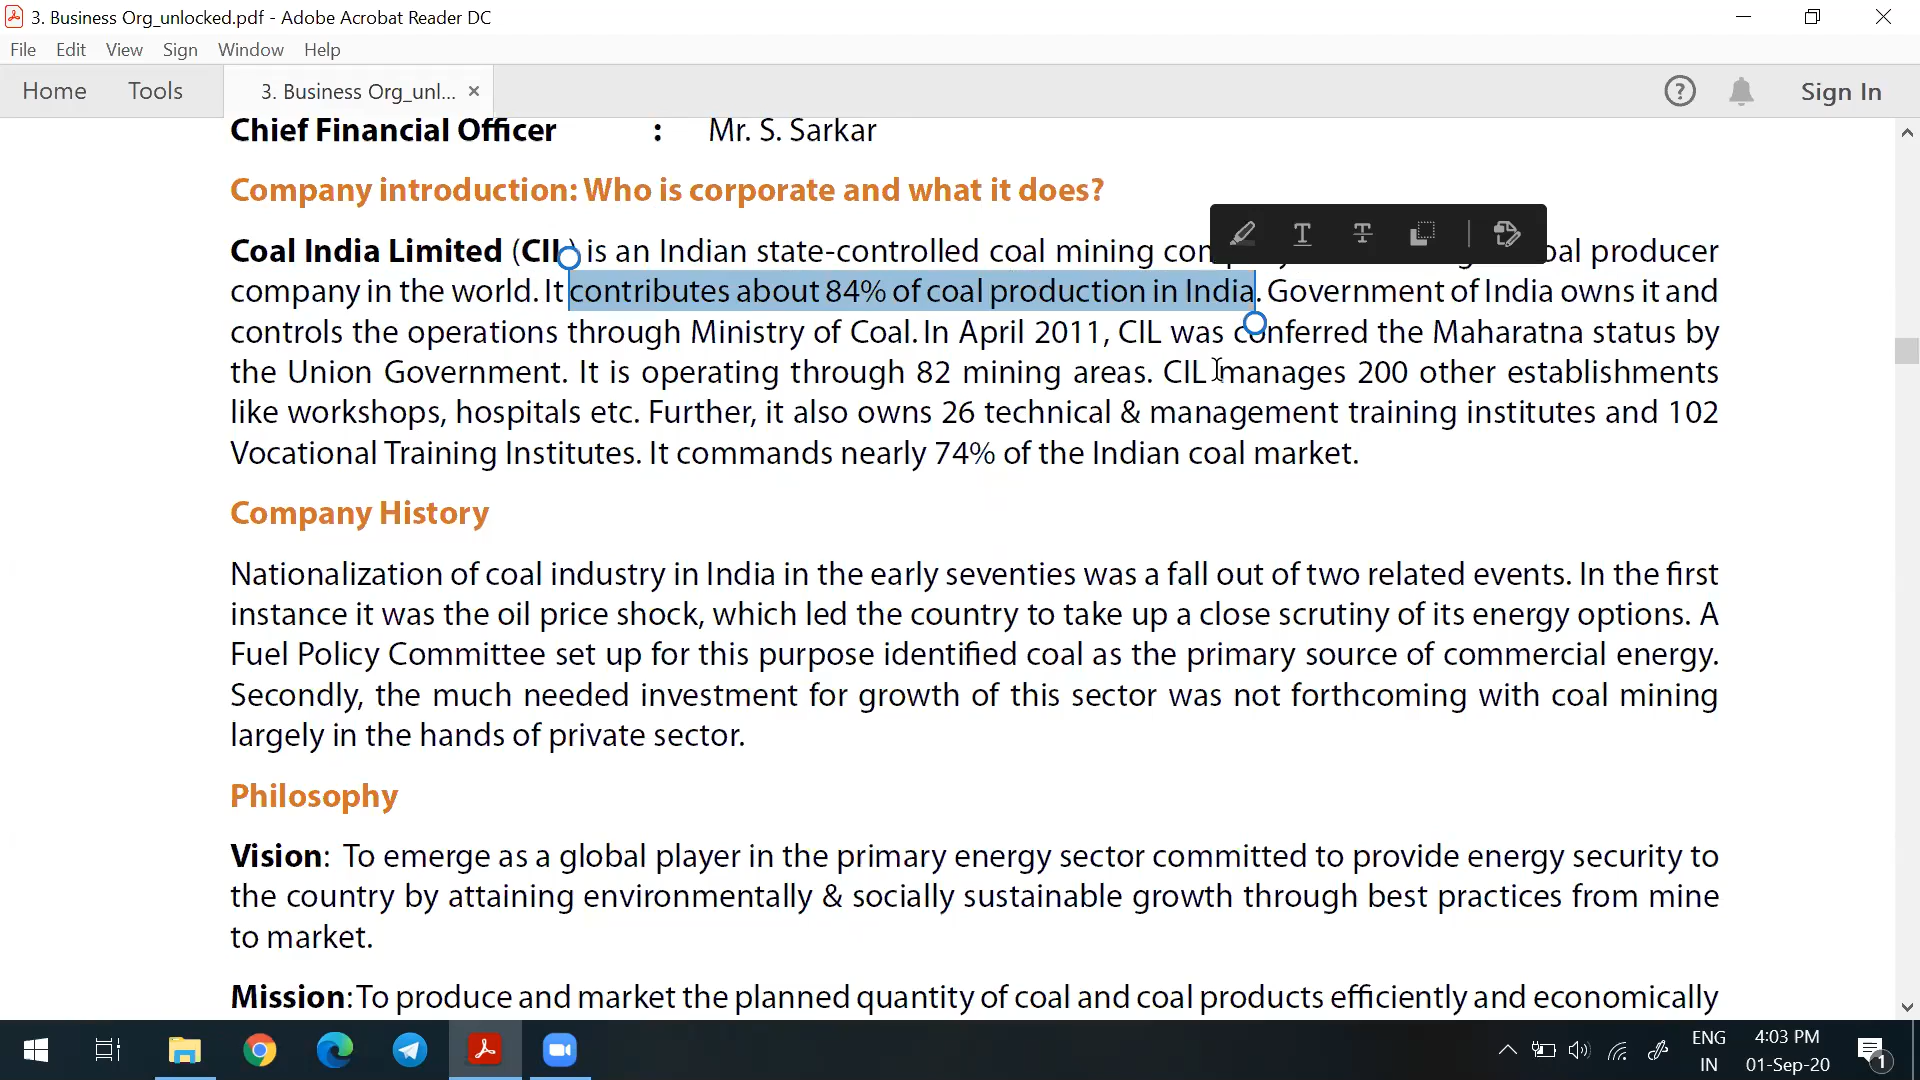 3. Business Org_unlocked.pdf - Adobe Acrobat Reader DC
File Edit View Sign Window Help
Home Tools 3. Business Org_unl... × ? Sign In
Chief Financial Officer : Mr. S. Sarkar
Company introduction: Who is corporate and what it does?
Coal India Limited (CIL) is an Indian state-controlled coal mining coal producer
company in the world. It contributes about 84% of coal production in India. Government of India owns it and
controls the operations through Ministry of Coal. In April 2011, CIL was conferred the Maharatna status by
the Union Government. It is operating through 82 mining areas. CIL manages 200 other establishments
like workshops, hospitals etc. Further, it also owns 26 technical & management training institutes and 102
Vocational Training Institutes. It commands nearly 74% of the Indian coal market.
Company History
Nationalization of coal industry in India in the early seventies was a fall out of two related events. In the first
instance it was the oil price shock, which led the country to take up a close scrutiny of its energy options. A
Fuel Policy Committee set up for this purpose identified coal as the primary source of commercial energy.
Secondly, the much needed investment for growth of this sector was not forthcoming with coal mining
largely in the hands of private sector.
Philosophy
Vision: To emerge as a global player in the primary energy sector committed to provide energy security to
the country by attaining environmentally & socially sustainable growth through best practices from mine
to market.
Mission: To produce and market the planned quantity of coal and coal products efficiently and economically
ENG 4:03 PM
IN 01-Sep-20 1